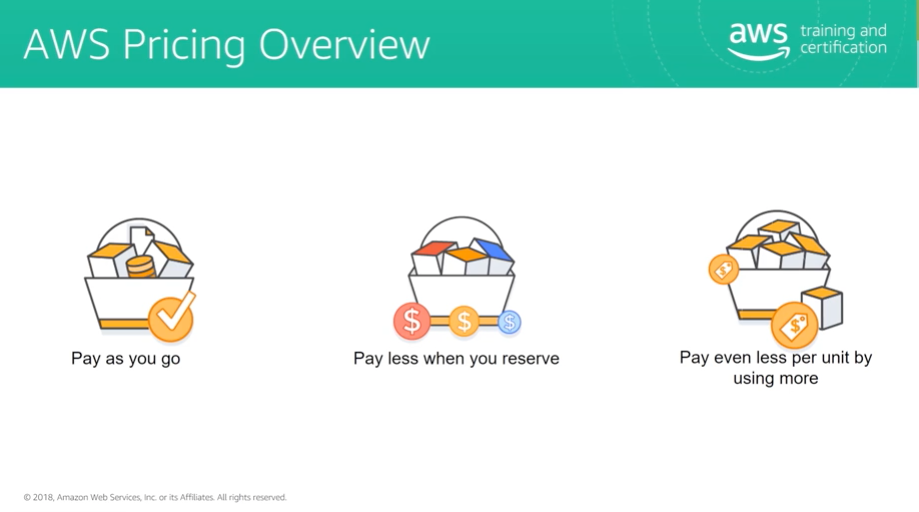 AWS Pricing Overview
aws training and
certification
$
$ $ $
$
$
Pay as you go
Pay less when you reserve
Pay even less per unit by
using more
© 2018, Amazon Web Services, Inc. or its Affiliates. All rights reserved.